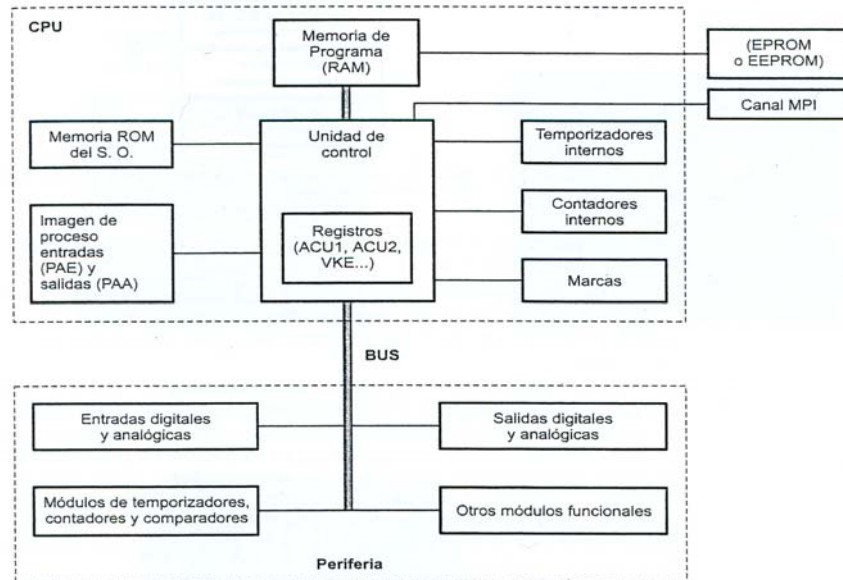 CPU
Memoria de
Programa
(RAM)
(EPROM
o EEPROM)
Canal MPI
Memoria ROM
del S. O.
Unidad de
control
Temporizadores
internos
Imagen de
proceso
entradas
(PAE) y
salidas (PAA)
Registros
(ACU1, ACU2,
VKE...)
Contadores
internos
Marcas
BUS
Entradas digitales
y analógicas
Salidas digitales
y analógicas
Módulos de temporizadores,
contadores y comparadores
Otros módulos funcionales
Periferia